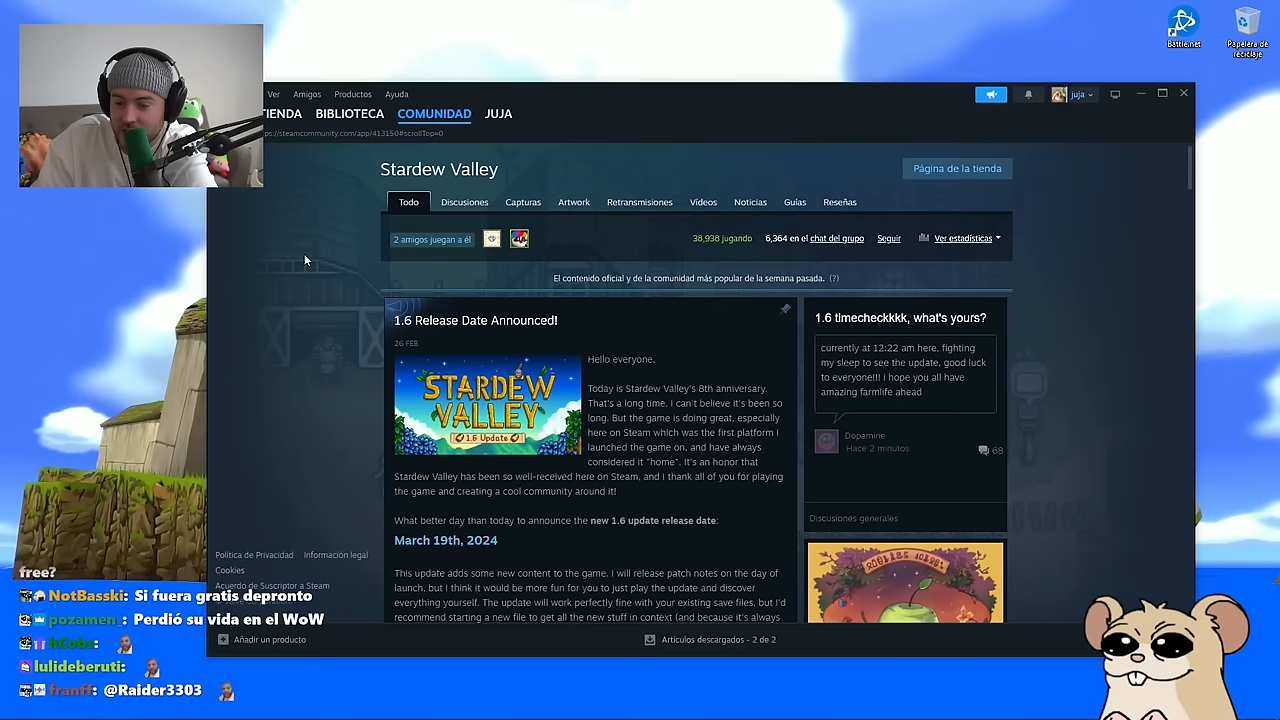 Battle.net
Papelera de
reciclaje
Ver Amigos Productos Ayuda
juja
TIENDA BIBLIOTECA COMUNIDAD JUJA
ps://steamcommunity.com/app/413150#scrollTop=0
Stardew Valley
Página de la tienda
Todo Discusiones Capturas Artwork Retransmisiones Vídeos Noticias Guías Reseñas
2 amigos juegan a él
38,938 jugando 6,364 en el chat del grupo Seguir Ver estadísticas
El contenido oficial y de la comunidad más popular de la semana pasada. (?)
1.6 Release Date Announced!
26 FEB
STARDEW
VALLEY
1.6 Update
Hello everyone,
Today is Stardew Valley's 8th anniversary.
That's a long time, I can't believe it's been so
long. But the game is doing great, especially
here on Steam which was the first platform I
launched the game on, and have always
considered it "home". It's an honor that
Stardew Valley has been so well-received here on Steam, and I thank all of you for playing
the game and creating a cool community around it!
What better day than today to announce the new 1.6 update release date:
March 19th, 2024
This update adds some new content to the game. I will release patch notes on the day of
launch, but I think it would be more fun for you to just play the update and discover
everything yourself. The update will work perfectly fine with your existing save files, but I'd
recommend starting a new file to get all the new stuff in context (and because it's always
1.6 timecheckkkk, what's yours?
currently at 12:22 am here, fighting
my sleep to see the update, good luck
to everyone!!! i hope you all have
amazing farmlife ahead
Dopamine
Hace 2 minutos
68
Discusiones generales
Política de Privacidad Información legal
Cookies
Acuerdo de Suscriptor a Steam
Añadir un producto
Artículos descargados - 2 de 2
free?
NotBasski: Si fuera gratis depronto
pozamen_: Perdió su vida en el WoW
hCobs:
lulideberuti:
franff: @Raider3303